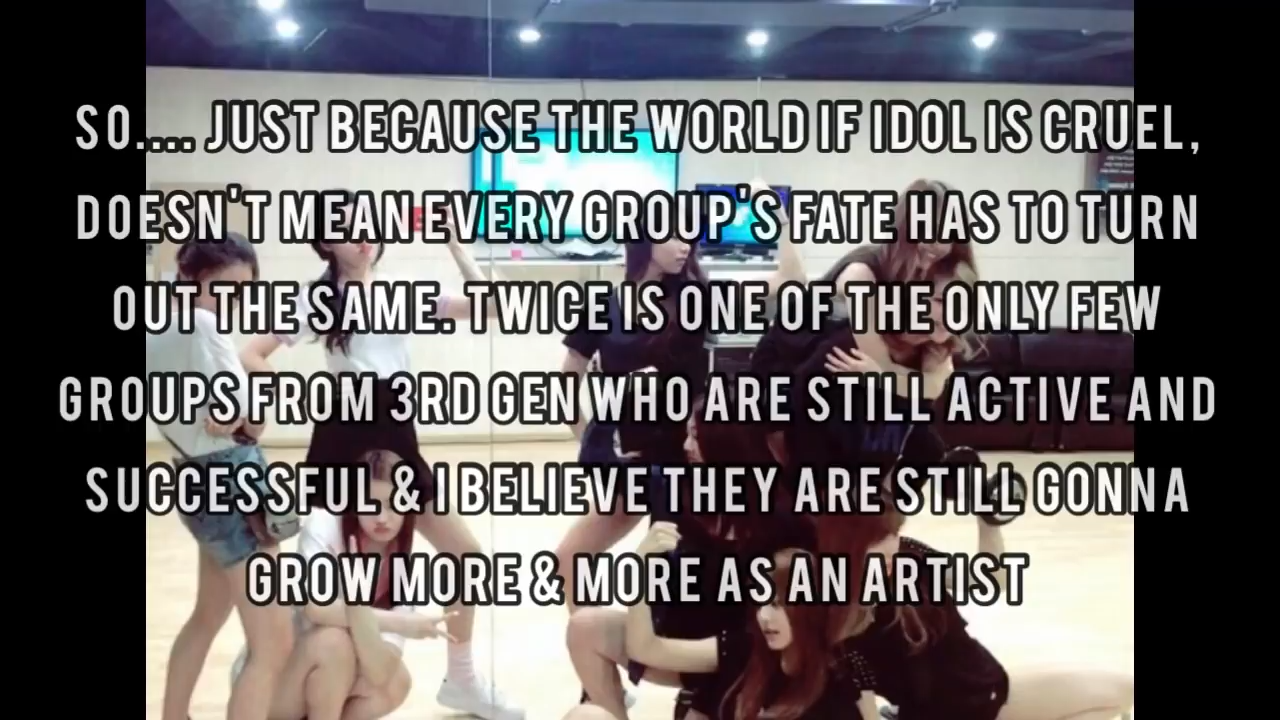 SO.... JUST BECAUSE THE WORLD IF IDOL IS CRUEL,
DOESN'T MEAN EVERY GROUP'S FATE HAS TO TURN
OUT THE SAME. TWICE IS ONE OF THE ONLY FEW
GROUPS FROM 3RD GEN WHO ARE STILL ACTIVE AND
SUCCESSFUL & I BELIEVE THEY ARE STILL GONNA
GROW MORE & MORE AS AN ARTIST